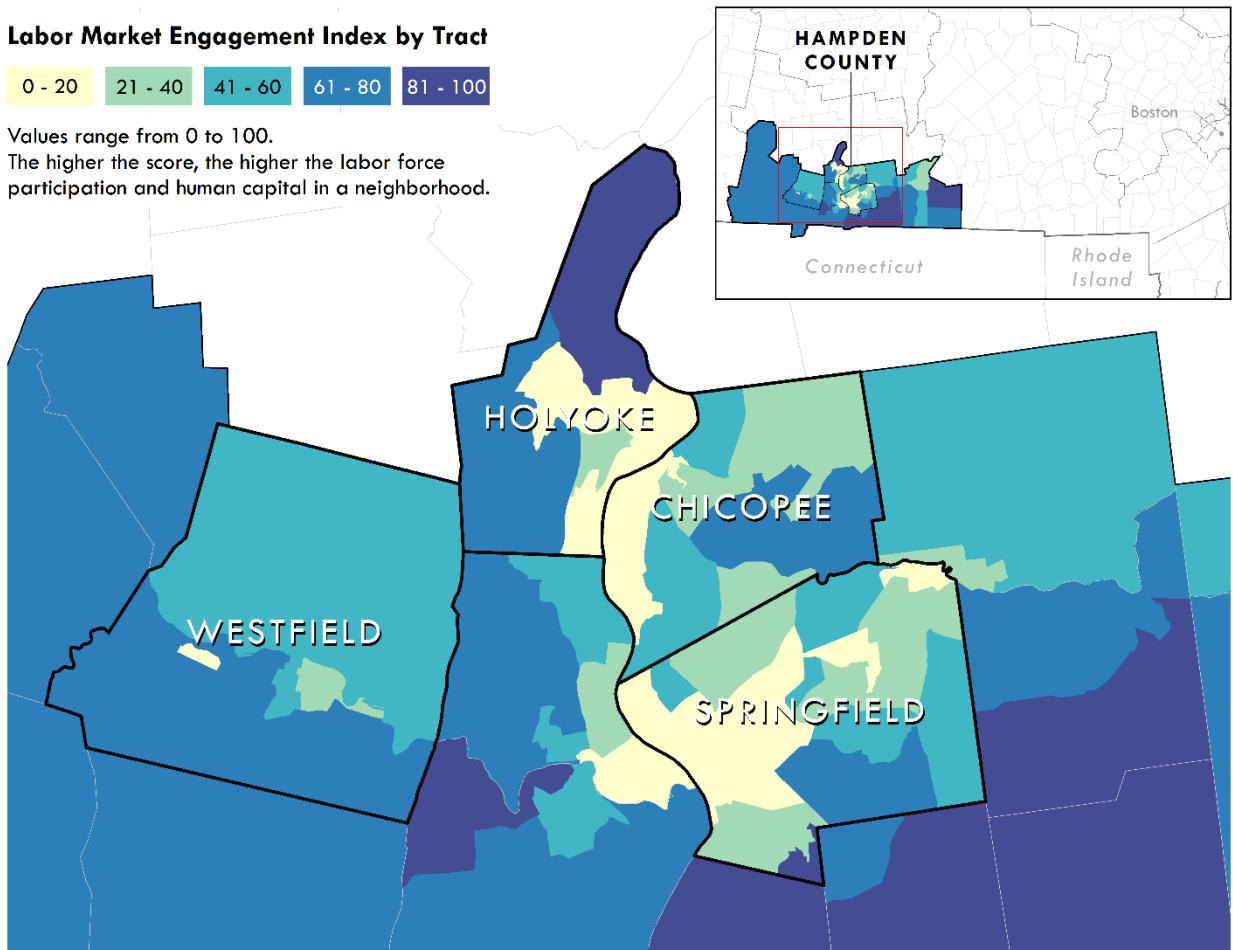 Labor Market Engagement Index by Tract
0 - 20
21 - 40
41 - 60
61 - 80
81 - 100
Values range from 0 to 100.
The higher the score, the higher the labor force
participation and human capital in a neighborhood.
HAMPDEN
COUNTY
Boston
Connecticut
Rhode
Island
HOLYOKE
CHICOPEE
WESTFIELD
SPRINGFIELD